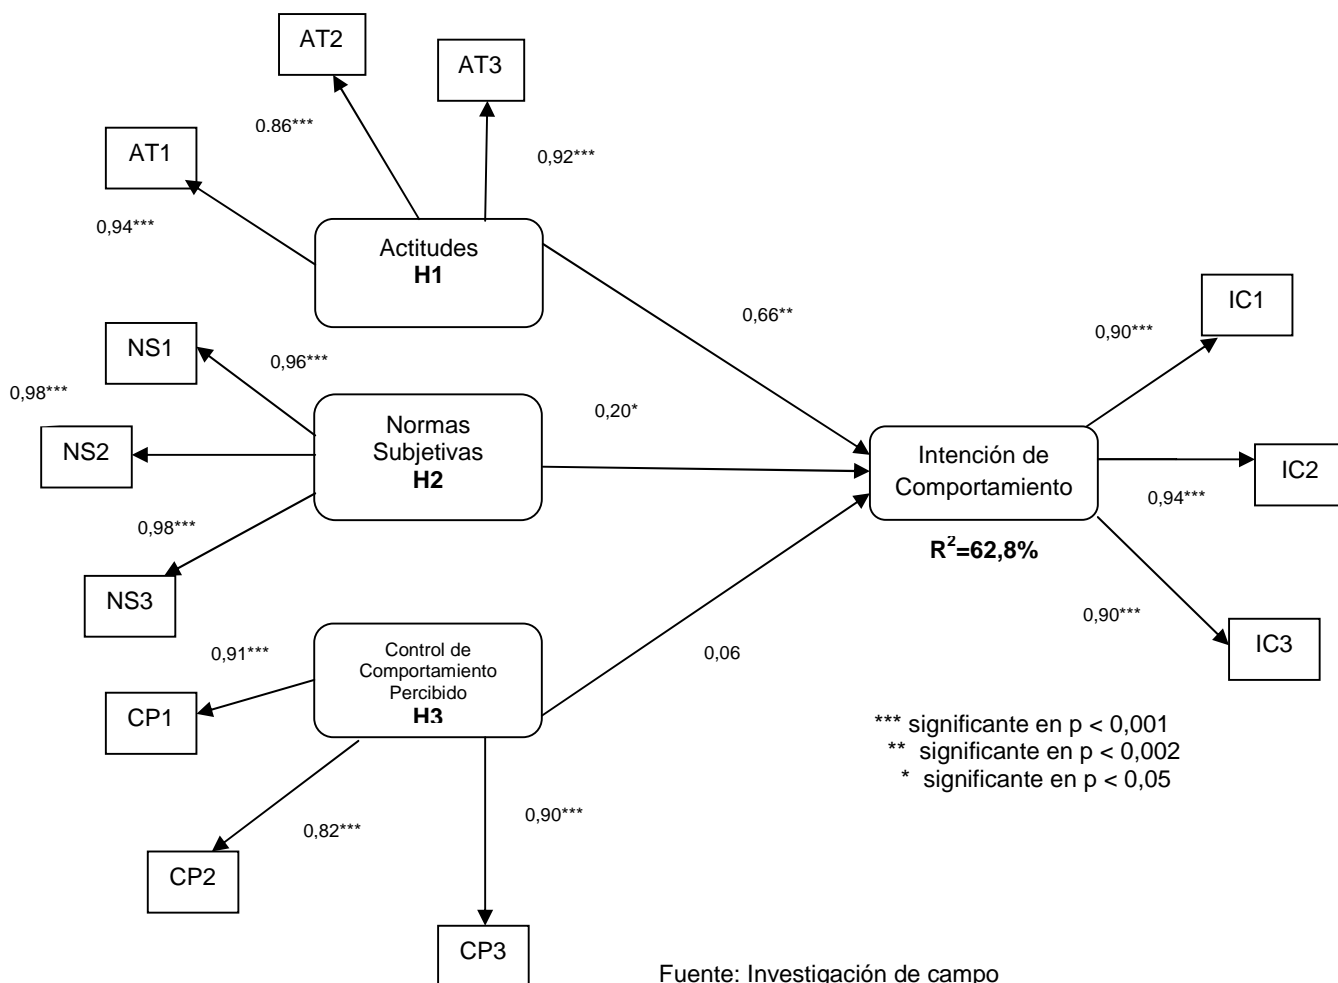 AT2
AT3
0.86***
AT1
0,92***
0,94***
Actitudes
H1
IC1
0,66**
NS1
0,90***
0,96***
0,98***
0,20*
Normas
Subjetivas
H2
NS2
Intención de
Comportamiento
IC2
0,94***
0,98***
R²=62,8%
NS3
0,90***
IC3
Control de
Comportamiento
Percibido
H3
0,91***
0,06
CP1
*** significante en p < 0,001
** significante en p < 0,002
* significante en p < 0,05
0,82***
0,90***
CP2
CP3
Fuente: Investigación de campo